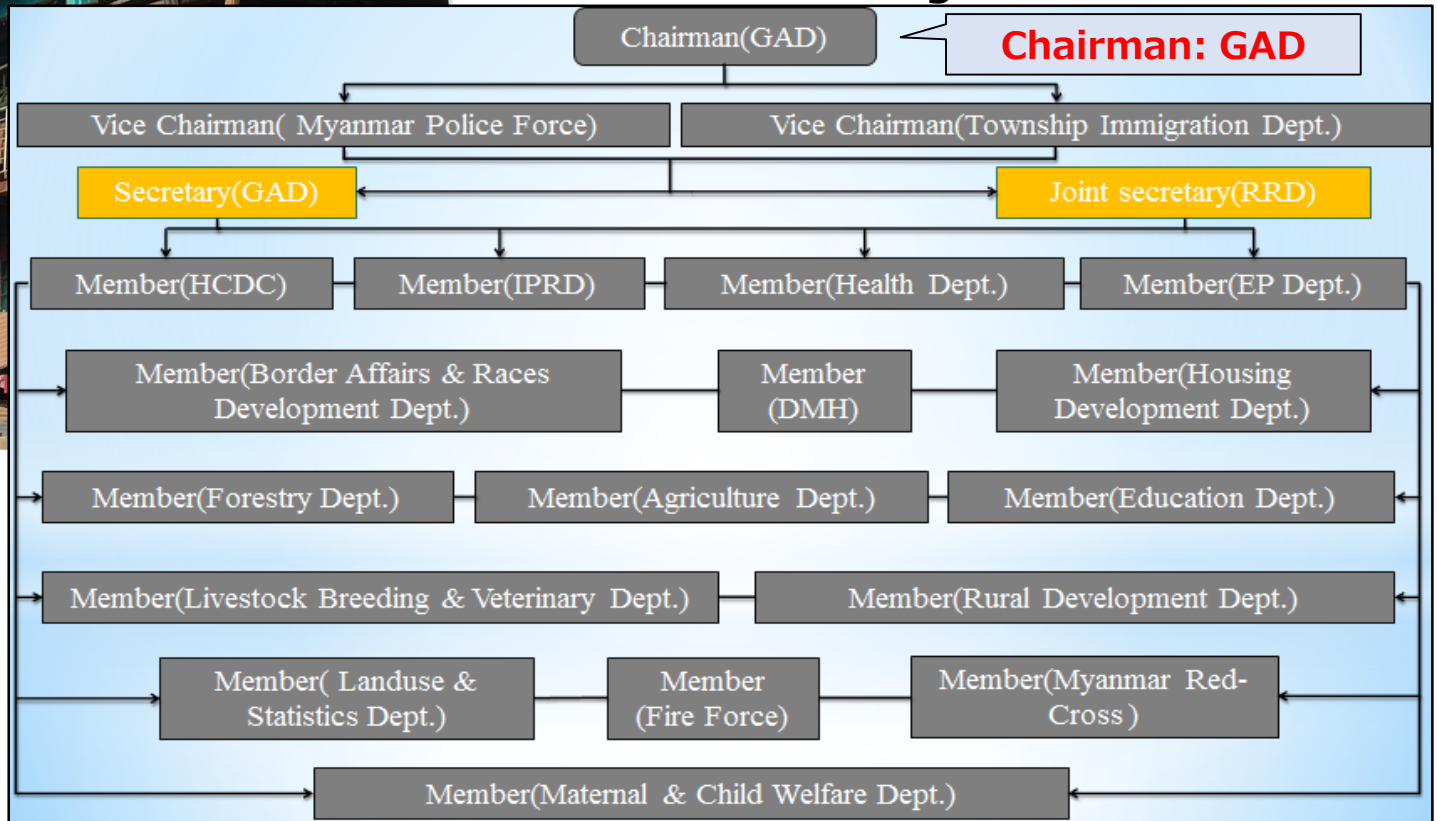 Chairman(GAD)
Chairman: GAD
Vice Chairman( Myanmar Police Force)
Vice Chairman(Township Immigration Dept.)
Secretary(GAD)
Joint secretary(RRD)
Member(HCDC)
Member(IPRD)
Member(Health Dept.)
Member(EP Dept.)
Member(Border Affairs & Races
Development Dept.)
Member
(DMH)
Member(Housing
Development Dept.)
Member(Forestry Dept.)
Member(Agriculture Dept.)
Member(Education Dept.)
Member(Livestock Breeding & Veterinary Dept.)
Member(Rural Development Dept.)
Member( Landuse &
Statistics Dept.)
Member
(Fire Force)
Member(Myanmar Red-
Cross )
Member(Maternal & Child Welfare Dept.)